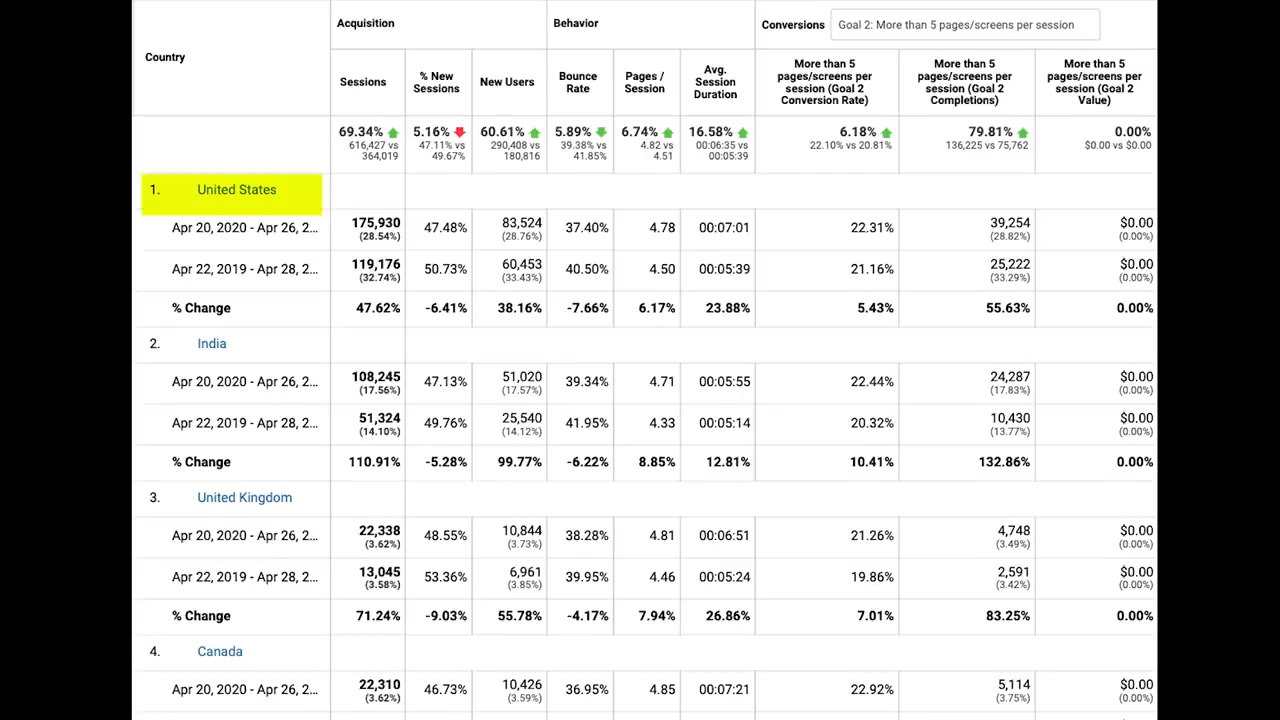 Acquisition Behavior Conversions Goal 2: More than 5 pages/screens per session
Country
Sessions % New Sessions New Users Bounce Rate Pages / Session Avg. Session Duration More than 5 pages/screens per session (Goal 2 Conversion Rate) More than 5 pages/screens per session (Goal 2 Completions) More than 5 pages/screens per session (Goal 2 Value)
69.34% 5.16% 60.61% 5.89% 6.74% 16.58% 6.18% 79.81% 0.00%
616,427 vs 364,019 47.11% vs 49.67% 290,408 vs 180,816 39.38% vs 41.85% 4.82 vs 4.51 00:06:35 vs 00:05:39 22.10% vs 20.81% 136,225 vs 75,762 $0.00 vs $0.00
1. United States
Apr 20, 2020 - Apr 26, 2... 175,930 (28.54%) 47.48% 83,524 (28.76%) 37.40% 4.78 00:07:01 22.31% 39,254 (28.82%) $0.00 (0.00%)
Apr 22, 2019 - Apr 28, 2... 119,176 (32.74%) 50.73% 60,453 (33.43%) 40.50% 4.50 00:05:39 21.16% 25,222 (33.29%) $0.00 (0.00%)
% Change 47.62% -6.41% 38.16% -7.66% 6.17% 23.88% 5.43% 55.63% 0.00%
2. India
Apr 20, 2020 - Apr 26, 2... 108,245 (17.56%) 47.13% 51,020 (17.57%) 39.34% 4.71 00:05:55 22.44% 24,287 (17.83%) $0.00 (0.00%)
Apr 22, 2019 - Apr 28, 2... 51,324 (14.10%) 49.76% 25,540 (14.12%) 41.95% 4.33 00:05:14 20.32% 10,430 (13.77%) $0.00 (0.00%)
% Change 110.91% -5.28% 99.77% -6.22% 8.85% 12.81% 10.41% 132.86% 0.00%
3. United Kingdom
Apr 20, 2020 - Apr 26, 2... 22,338 (3.62%) 48.55% 10,844 (3.73%) 38.28% 4.81 00:06:51 21.26% 4,748 (3.49%) $0.00 (0.00%)
Apr 22, 2019 - Apr 28, 2... 13,045 (3.58%) 53.36% 6,961 (3.85%) 39.95% 4.46 00:05:24 19.86% 2,591 (3.42%) $0.00 (0.00%)
% Change 71.24% -9.03% 55.78% -4.17% 7.94% 26.86% 7.01% 83.25% 0.00%
4. Canada
Apr 20, 2020 - Apr 26, 2... 22,310 (3.62%) 46.73% 10,426 (3.59%) 36.95% 4.85 00:07:21 22.92% 5,114 (3.75%) $0.00 (0.00%)